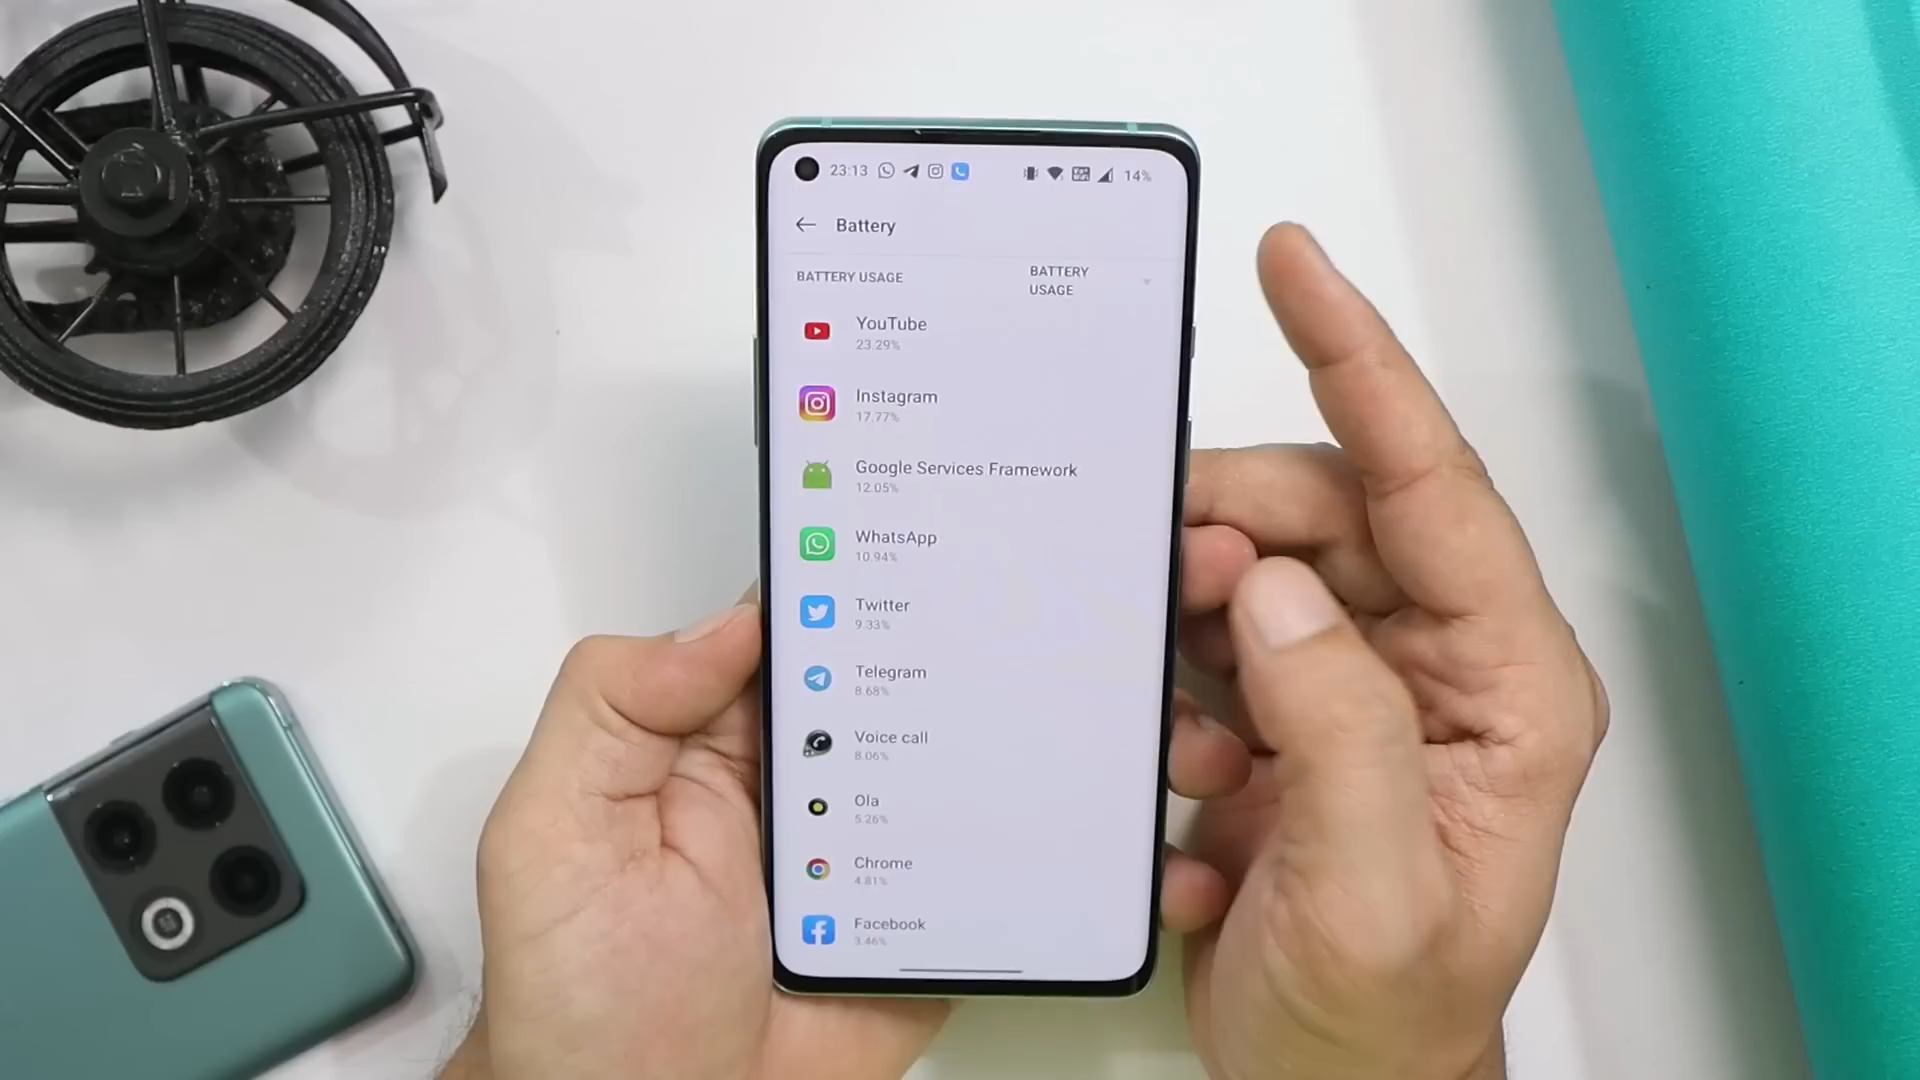 23:13
14%
Battery
BATTERY USAGE
BATTERY
USAGE
YouTube
23.29%
Instagram
17.77%
Google Services Framework
12.05%
WhatsApp
10.94%
Twitter
9.33%
Telegram
8.68%
Voice call
8.06%
Ola
5.26%
Chrome
4.81%
Facebook
3.46%